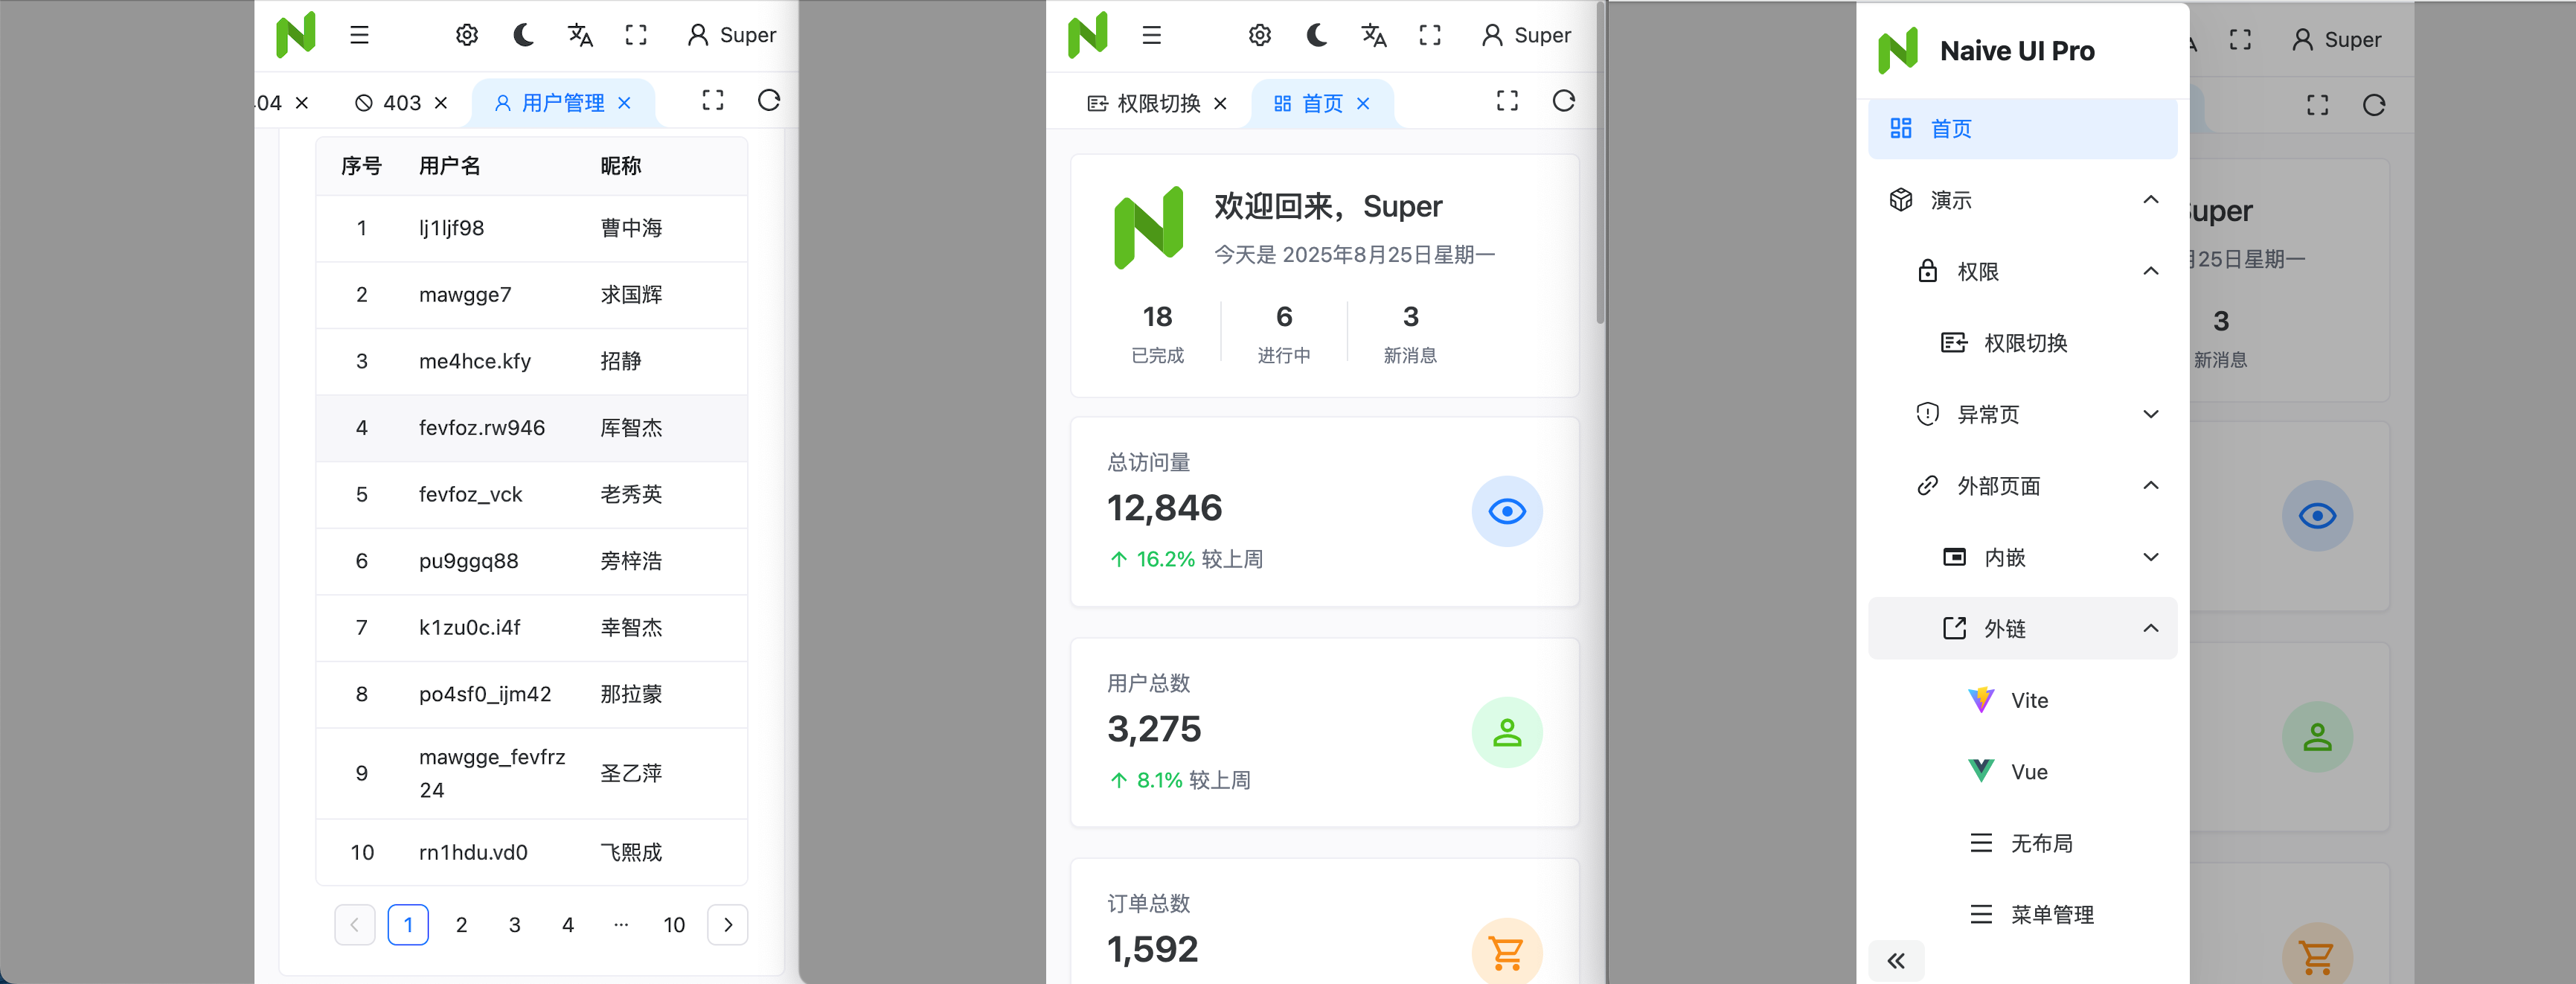 Super
04
403
用户管理
序号 用户名 昵称
1 lj1ljf98 曹中海
2 mawgge7 求国辉
3 me4hce.kfy 招静
4 fevfoz.rw946 厍智杰
5 fevfoz_vck 老秀英
6 pu9ggq88 旁梓浩
7 k1zu0c.i4f 幸智杰
8 po4sf0_ijm42 那拉蒙
9 mawgge_fevfrz24 圣乙萍
10 rn1hdu.vd0 飞熙成
1 2 3 4 ··· 10
Super
权限切换
首页
欢迎回来，Super
今天是 2025年8月25日星期一
18 6 3
已完成 进行中 新消息
总访问量
12,846
16.2% 较上周
用户总数
3,275
8.1% 较上周
订单总数
1,592
Naive UI Pro
首页
演示
权限
权限切换
异常页
外部页面
内嵌
外链
Vite
Vue
无布局
菜单管理
Super
Super
月25日星期一
3
新消息